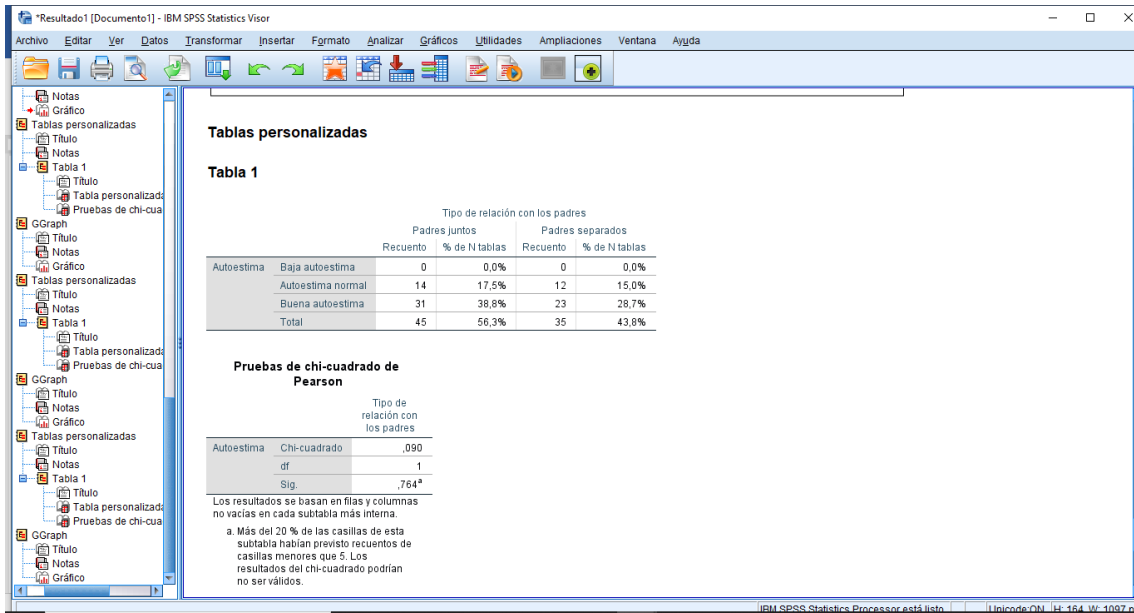 *Resultado1 [Documento1] - IBM SPSS Statistics Visor
Archivo Editar Ver Datos Transformar Insertar Formato Analizar Gráficos Utilidades Ampliaciones Ventana Ayuda
Notas
Gráfico
Tablas personalizadas
Título
Notas
Tabla 1
Título
Tabla personalizada
Pruebas de chi-cua
GGraph
Título
Notas
Gráfico
Tablas personalizadas
Título
Notas
Tabla 1
Título
Tabla personalizada
Pruebas de chi-cua
GGraph
Título
Notas
Gráfico
Tablas personalizadas
Título
Notas
Tabla 1
Título
Tabla personalizada
Pruebas de chi-cua
GGraph
Título
Notas
Gráfico
Tablas personalizadas
Tabla 1
Tipo de relación con los padres
Padres juntos Padres separados
Recuento % de N tablas Recuento % de N tablas
Autoestima Baja autoestima 0 0,0% 0 0,0%
Autoestima normal 14 17,5% 12 15,0%
Buena autoestima 31 38,8% 23 28,7%
Total 45 56,3% 35 43,8%
Pruebas de chi-cuadrado de
Pearson
Tipo de
relación con
los padres
Autoestima Chi-cuadrado ,090
df 1
Sig. ,764a
Los resultados se basan en filas y columnas
no vacías en cada subtabla más interna.
a. Más del 20 % de las casillas de esta
subtabla habían previsto recuentos de
casillas menores que 5. Los
resultados del chi-cuadrado podrían
no ser válidos.
IBM SPSS Statistics Processor está listo Unicode:ON H: 164, W: 1097